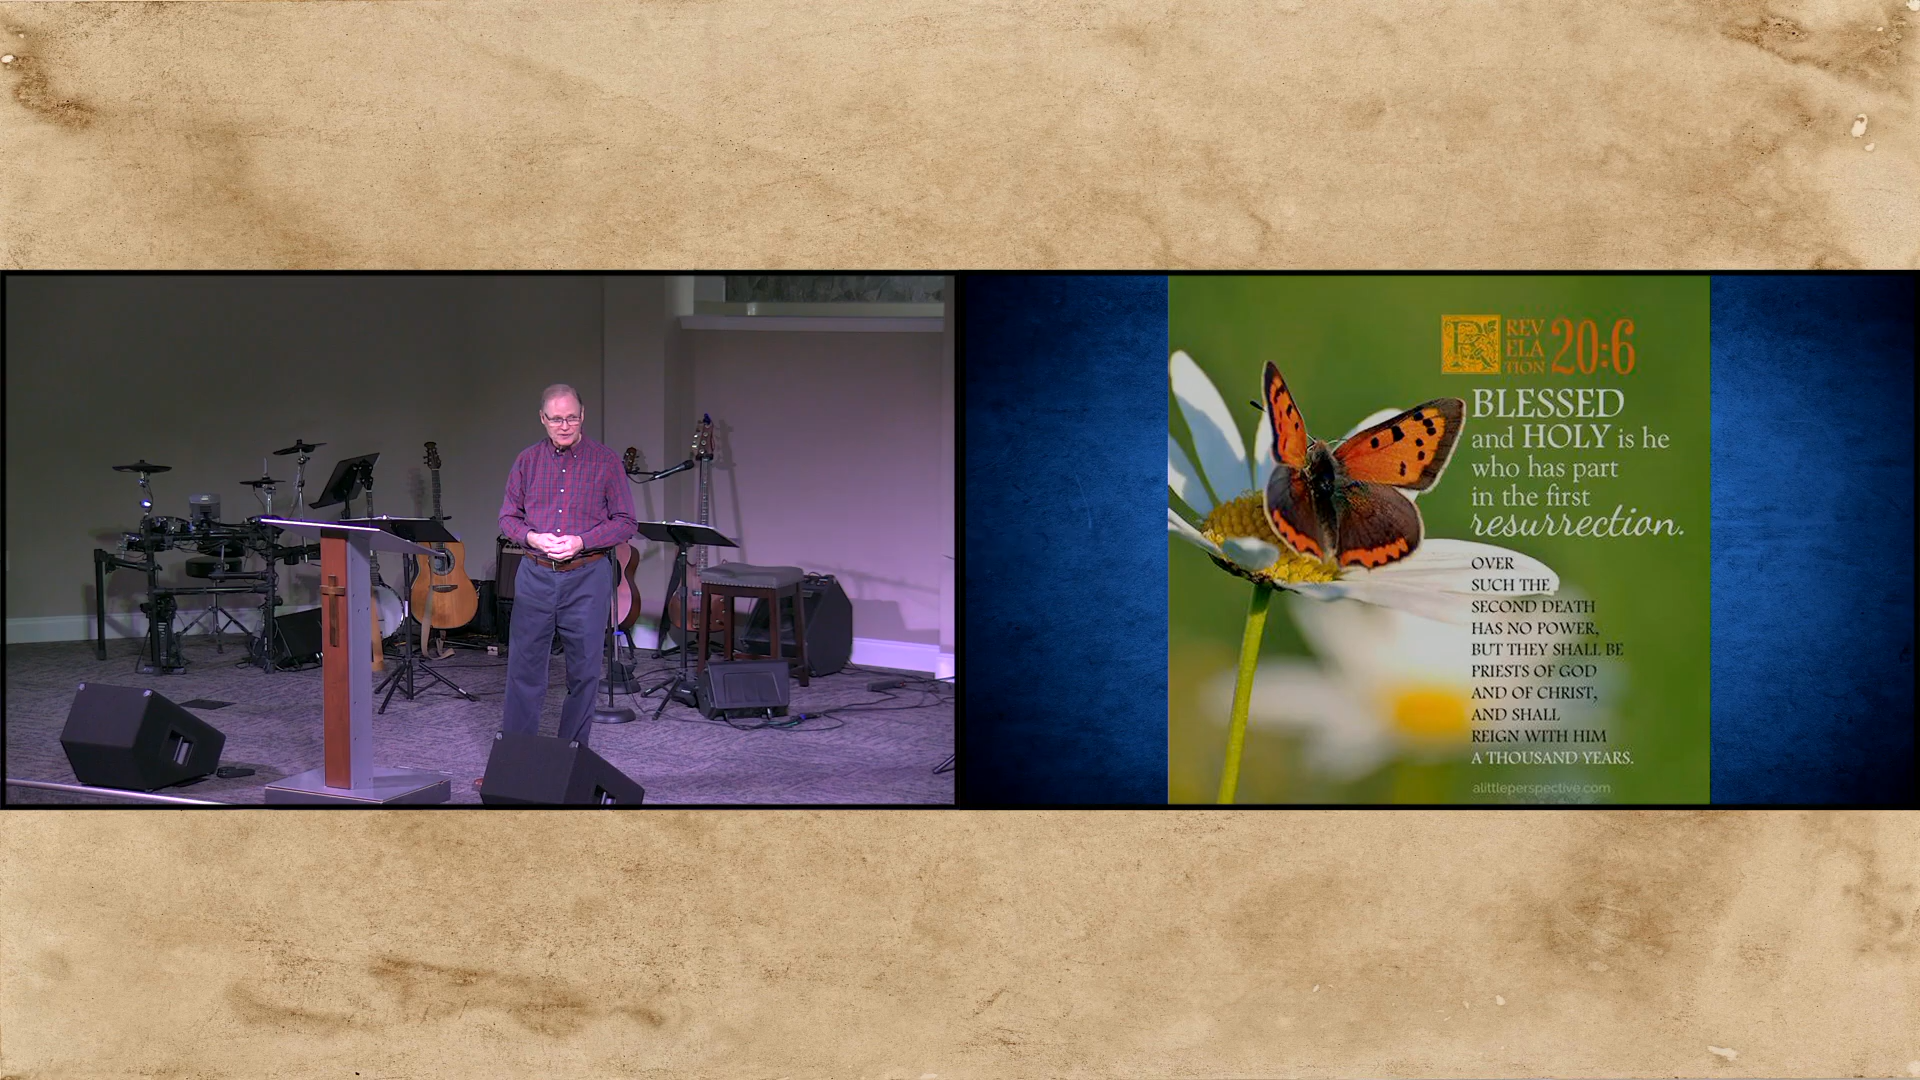 R
REV
ELA
TION
20:6
BLESSED
and HOLY is he
who has part
in the first
resurrection.
OVER
SUCH THE
SECOND DEATH
HAS NO POWER,
BUT THEY SHALL BE
PRIESTS OF GOD
AND OF CHRIST,
AND SHALL
REIGN WITH HIM
A THOUSAND YEARS.
alittleperspective.com